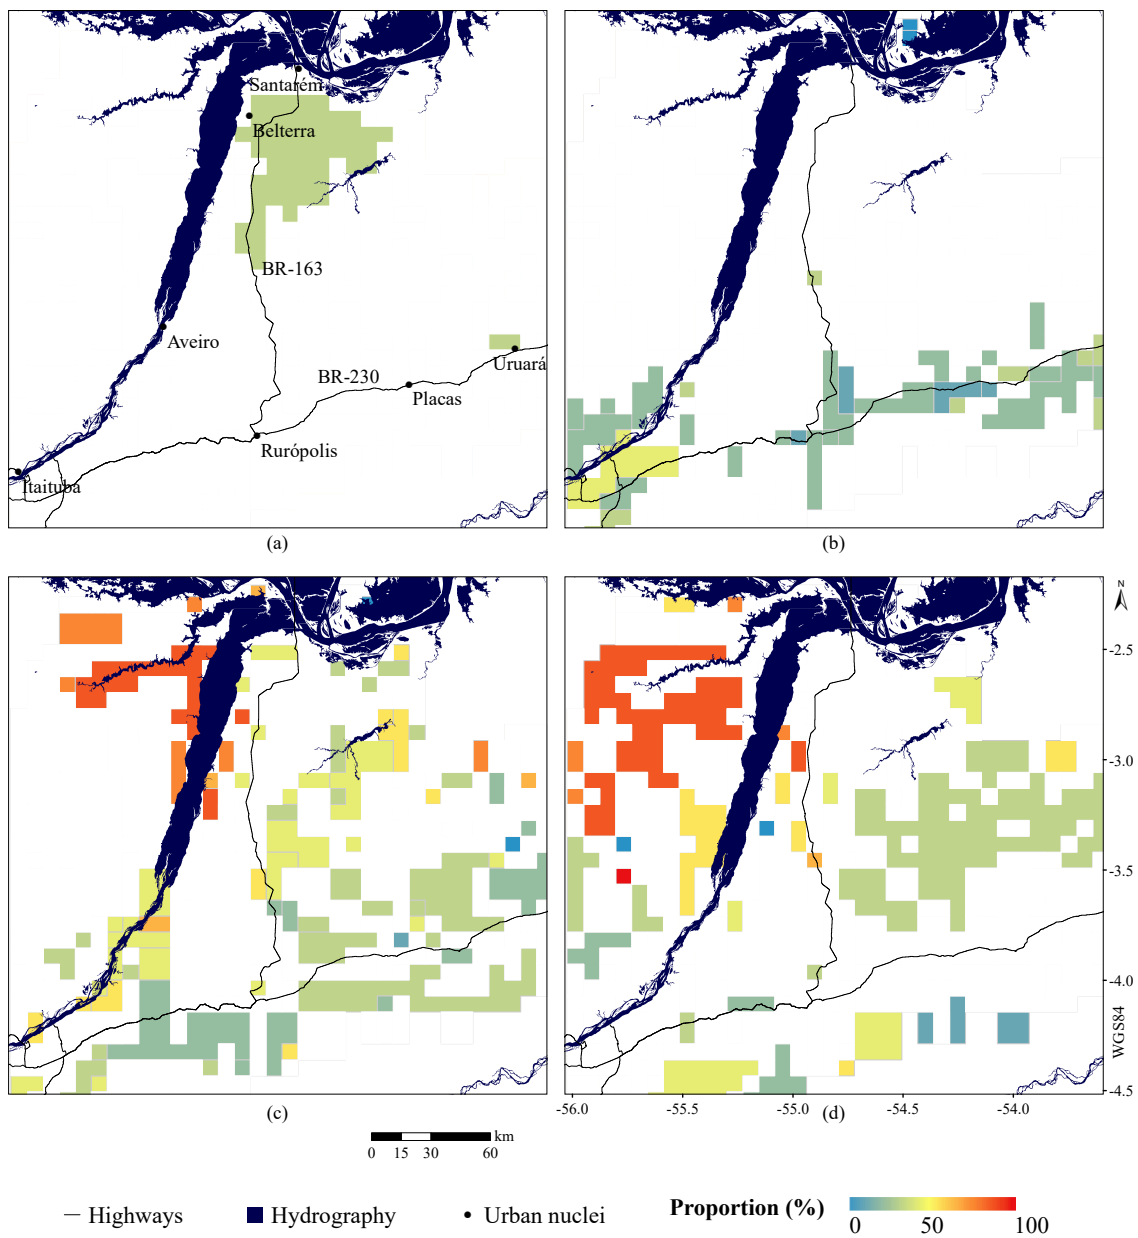 Santarém
Belterra
BR-163
Aveiro
Uruará
BR-230
Placas
Rurópolis
Itaituba
(a)
(b)
N
-2.5
-3.0
-3.5
-4.0
WGS84
-4.5
-56.0
-55.5
-55.0
-54.5
-54.0
(c)
(d)
km
0 15 30 60
Highways
Hydrography
Urban nuclei
Proportion (%)
0 50 100